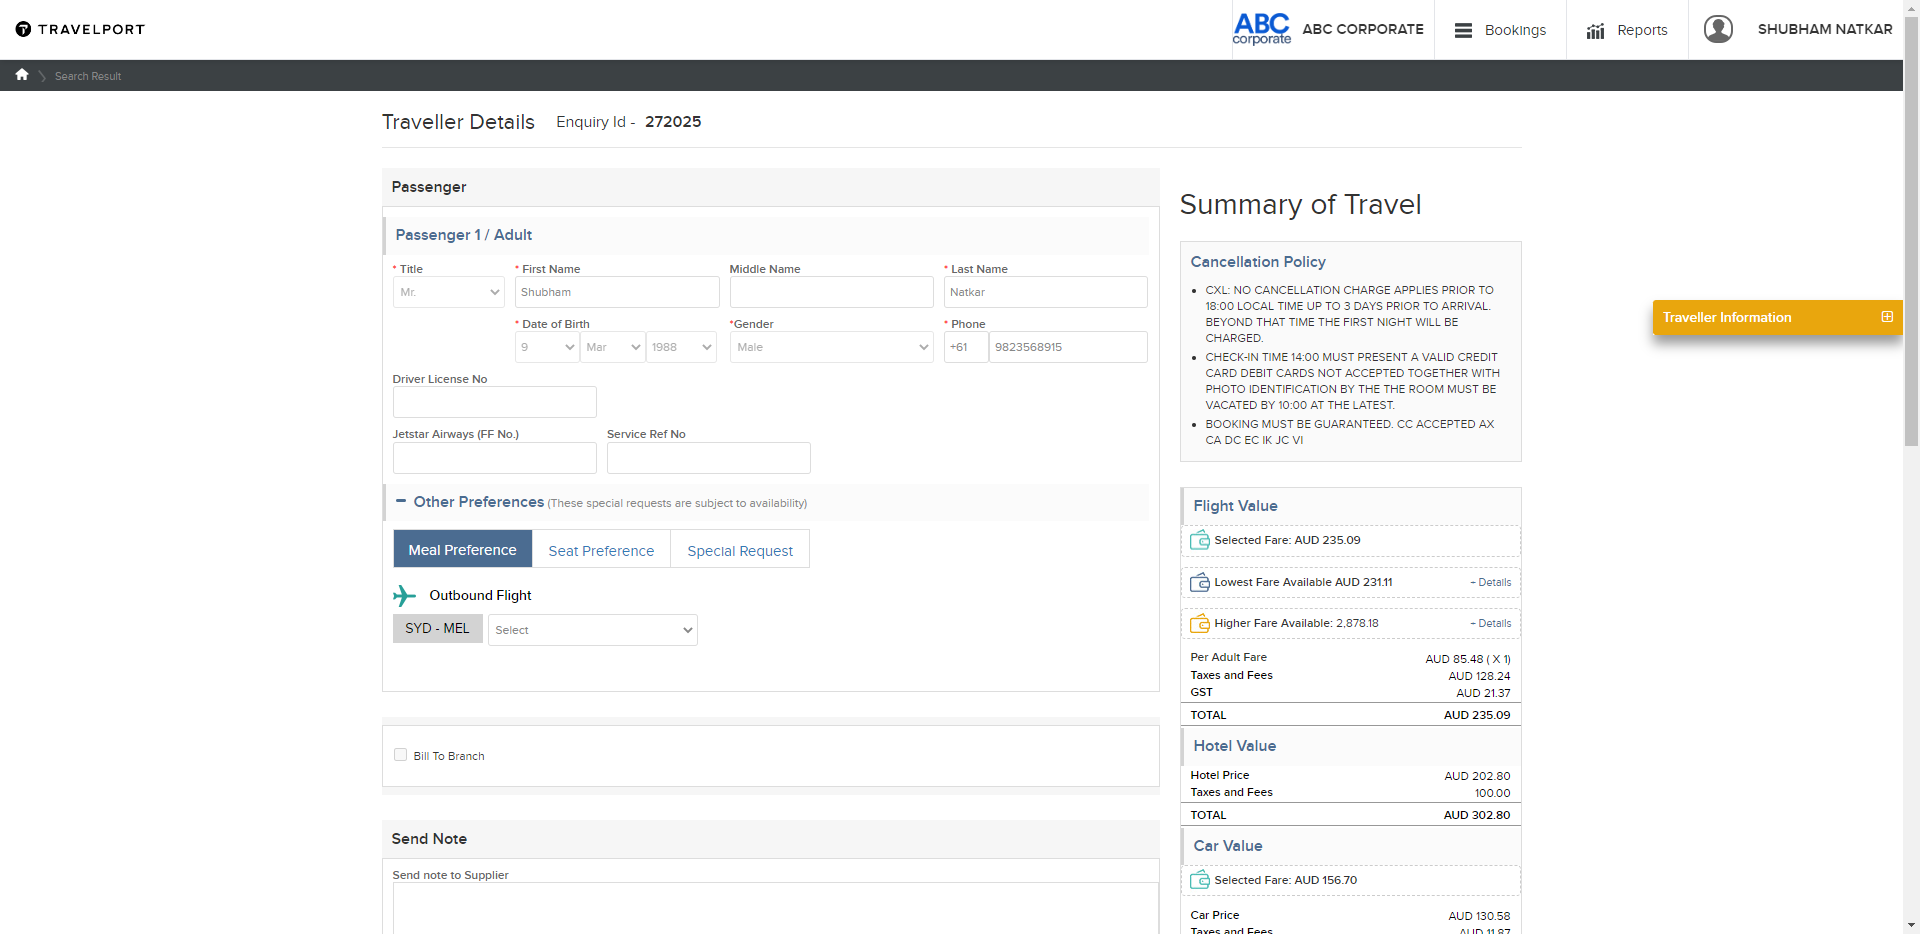 TRAVELPORT
ABC corporate
ABC CORPORATE
Bookings
Reports
SHUBHAM NATKAR
Search Result
Traveller Details
Enquiry Id - 272025
Passenger
Passenger 1 / Adult
* Title
* First Name
Middle Name
* Last Name
Mr.
Shubham
Natkar
* Date of Birth
*Gender
* Phone
9
Mar
1988
Male
+61
9823568915
Driver License No
Jetstar Airways (FF No.)
Service Ref No
Other Preferences (These special requests are subject to availability)
Meal Preference
Seat Preference
Special Request
Outbound Flight
SYD - MEL
Select
Bill To Branch
Send Note
Send note to Supplier
Summary of Travel
Cancellation Policy
CXL: NO CANCELLATION CHARGE APPLIES PRIOR TO
18:00 LOCAL TIME UP TO 3 DAYS PRIOR TO ARRIVAL.
BEYOND THAT TIME THE FIRST NIGHT WILL BE
CHARGED.
CHECK-IN TIME 14:00 MUST PRESENT A VALID CREDIT
CARD DEBIT CARDS NOT ACCEPTED TOGETHER WITH
PHOTO IDENTIFICATION BY THE THE ROOM MUST BE
VACATED BY 10:00 AT THE LATEST.
BOOKING MUST BE GUARANTEED. CC ACCEPTED AX
CA DC EC IK JC VI
Traveller Information
Flight Value
Selected Fare: AUD 235.09
Lowest Fare Available AUD 231.11 + Details
Higher Fare Available: 2,878.18 + Details
Per Adult Fare AUD 85.48 ( X 1)
Taxes and Fees AUD 128.24
GST AUD 21.37
TOTAL AUD 235.09
Hotel Value
Hotel Price AUD 202.80
Taxes and Fees 100.00
TOTAL AUD 302.80
Car Value
Selected Fare: AUD 156.70
Car Price AUD 130.58
Taxes and Fees AUD 11.87